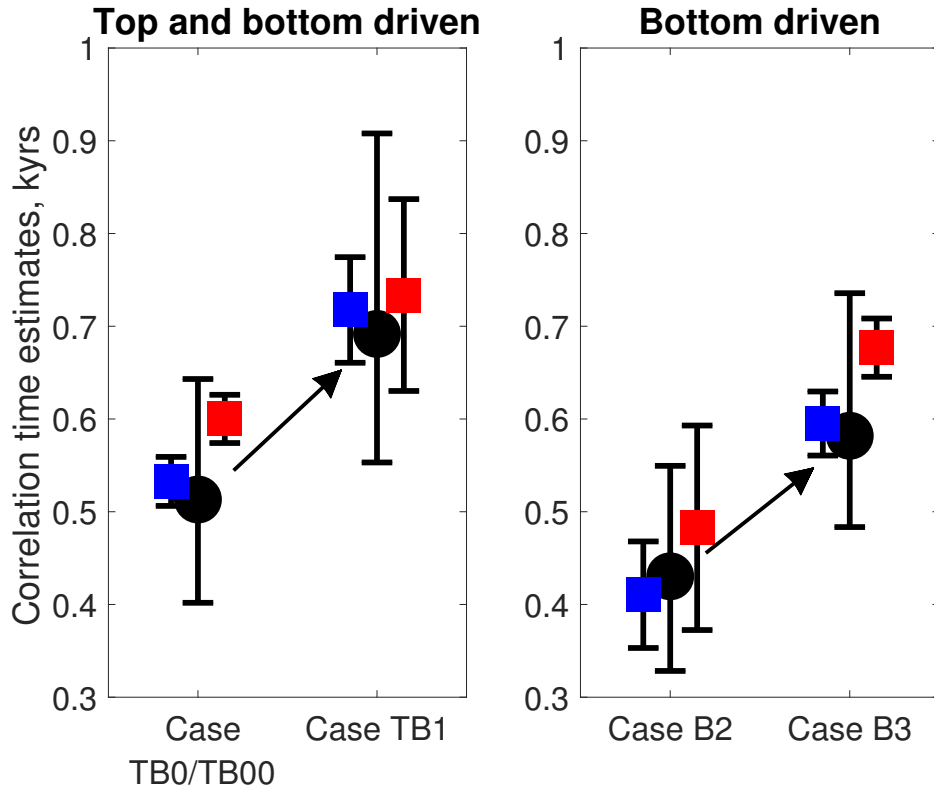 Top and bottom driven
Bottom driven
Correlation time estimates, kyrs
1
0.9
0.8
0.7
0.6
0.5
0.4
0.3
Case
TB0/TB00
Case TB1
1
0.9
0.8
0.7
0.6
0.5
0.4
0.3
Case B2
Case B3